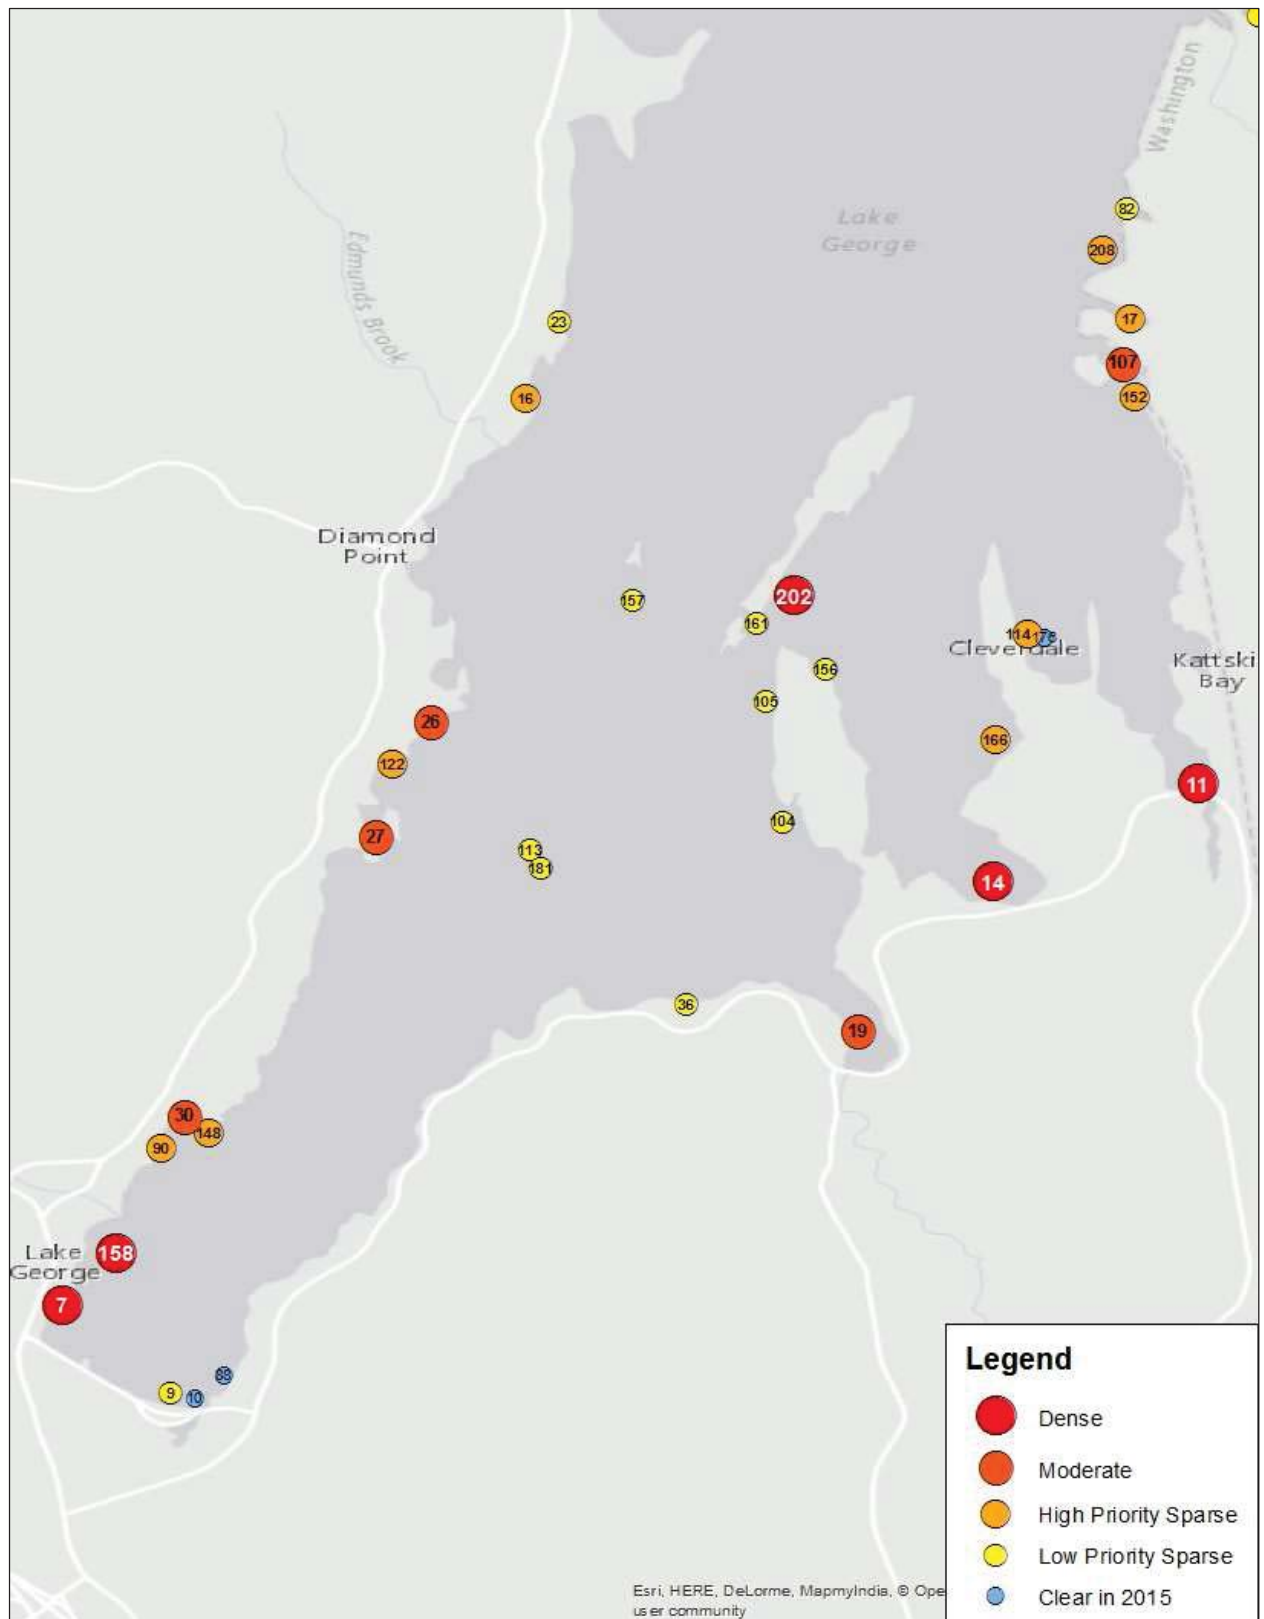 Washington
82
Lake
George
208
Edmunds Brook
23
17
107
16
152
Diamond
Point
202
157
161
114
178
Cleverdale
156
Kattski
Bay
105
26
166
122
11
104
27
113
181
14
36
19
30
148
90
Lake
George
158
7
88
9
10
Legend
Dense
Moderate
High Priority Sparse
Low Priority Sparse
Clear in 2015
Esri, HERE, DeLorme, MapmyIndia, © Ope
user community